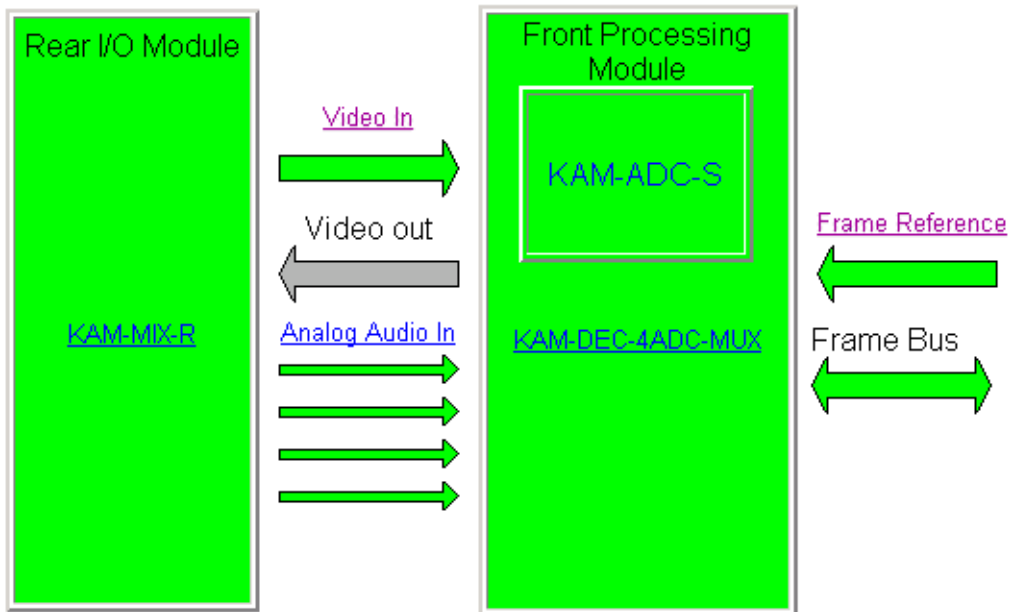 Rear I/O Module
KAM-MIX-R
Video In
Video out
Analog Audio In
Front Processing
Module
KAM-ADC-S
KAM-DEC-4ADC-MUX
Frame Reference
Frame Bus